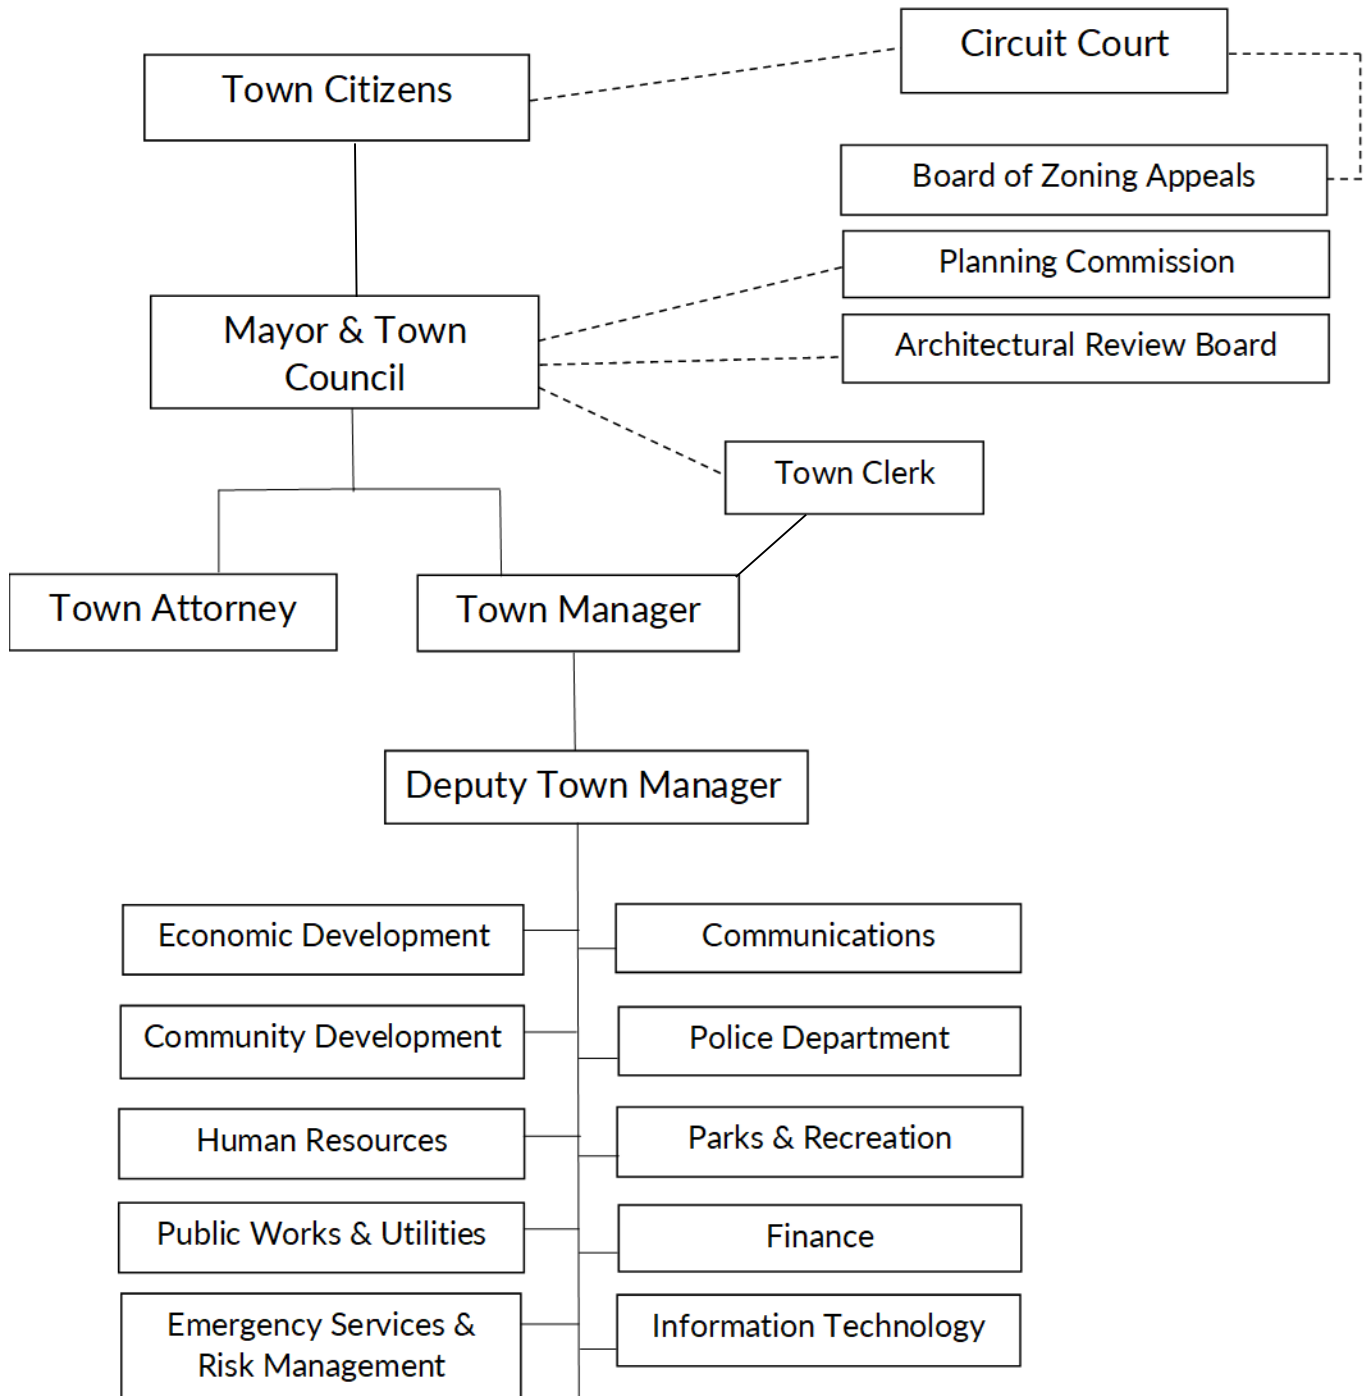 Circuit Court
Town Citizens
Board of Zoning Appeals
Planning Commission
Mayor & Town
Council
Architectural Review Board
Town Clerk
Town Attorney
Town Manager
Deputy Town Manager
Economic Development
Communications
Community Development
Police Department
Human Resources
Parks & Recreation
Public Works & Utilities
Finance
Emergency Services &
Risk Management
Information Technology